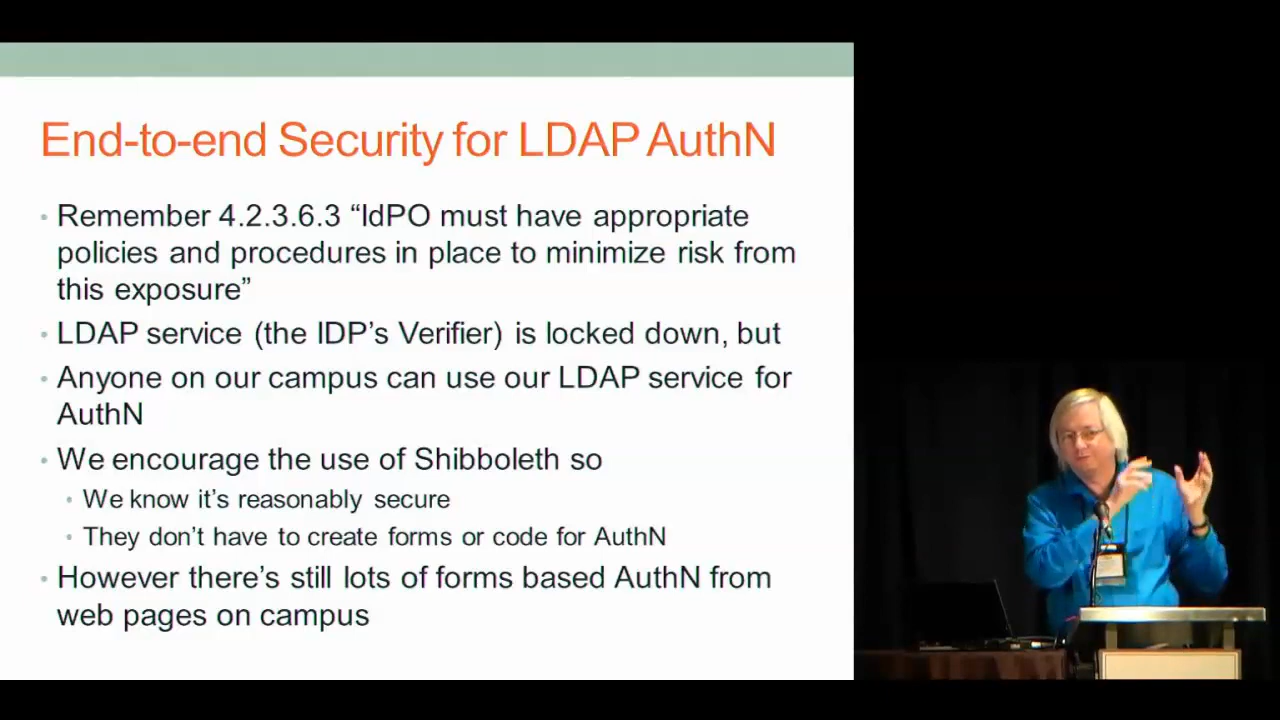 End-to-end Security for LDAP AuthN
• Remember 4.2.3.6.3 “IdPO must have appropriate
policies and procedures in place to minimize risk from
this exposure”
• LDAP service (the IDP’s Verifier) is locked down, but
• Anyone on our campus can use our LDAP service for
AuthN
• We encourage the use of Shibboleth so
• We know it’s reasonably secure
• They don’t have to create forms or code for AuthN
• However there’s still lots of forms based AuthN from
web pages on campus